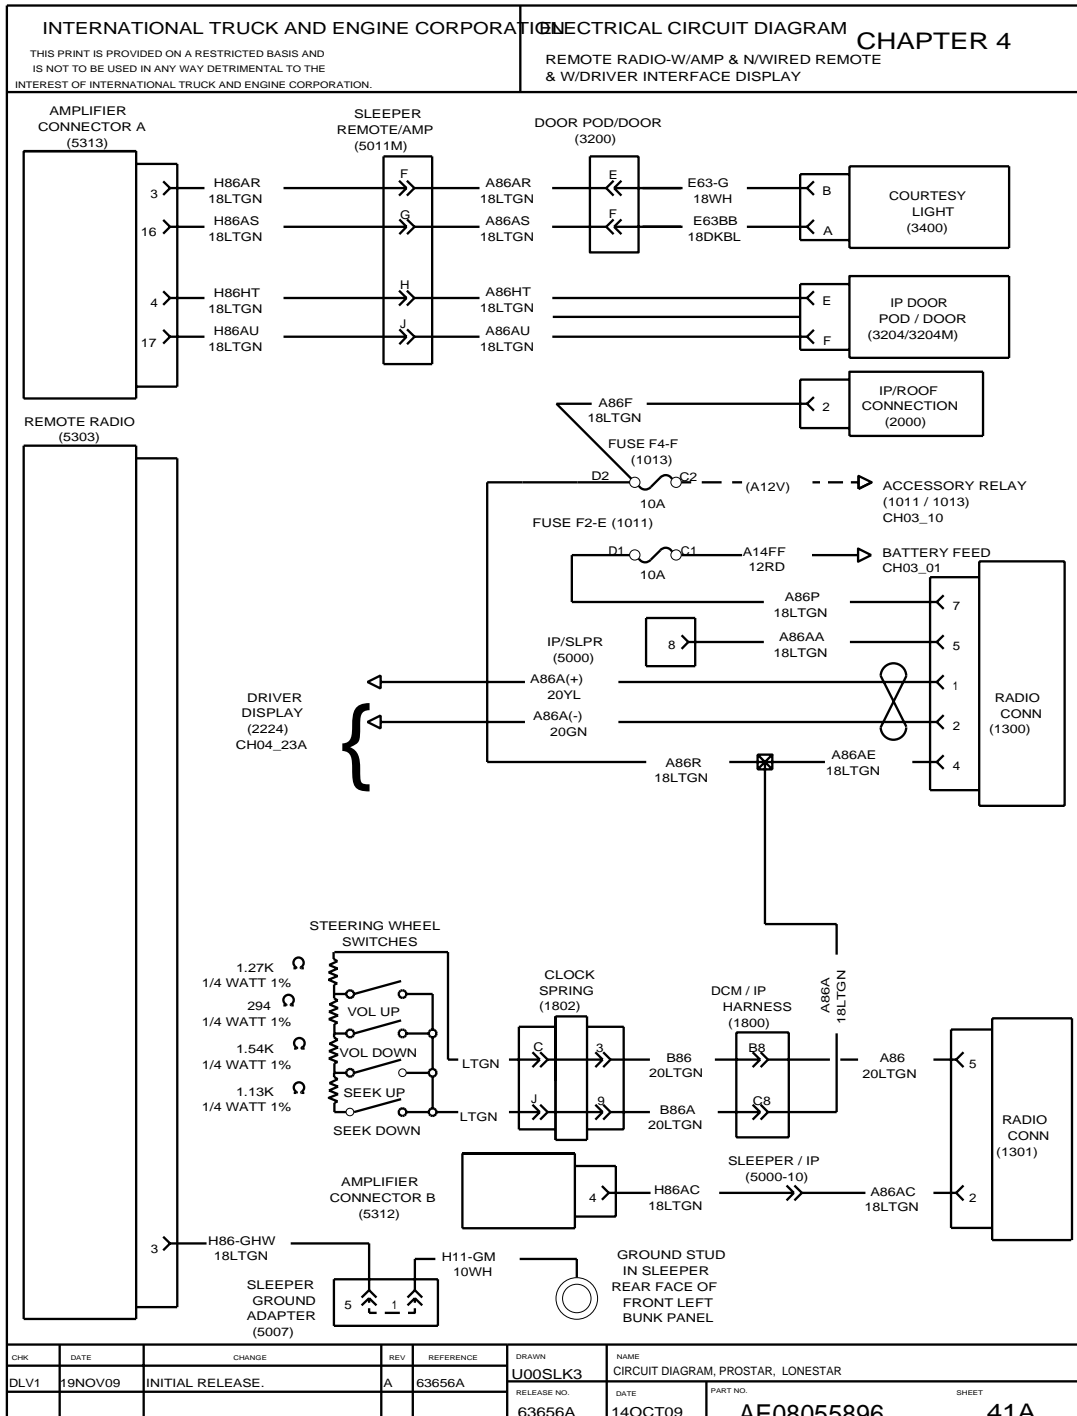 INTERNATIONAL TRUCK AND ENGINE CORPORATION
THIS PRINT IS PROVIDED ON A RESTRICTED BASIS AND
IS NOT TO BE USED IN ANY WAY DETRIMENTAL TO THE
INTEREST OF INTERNATIONAL TRUCK AND ENGINE CORPORATION.
ELECTRICAL CIRCUIT DIAGRAM
CHAPTER 4
REMOTE RADIO-W/AMP & N/WIRED REMOTE
& W/DRIVER INTERFACE DISPLAY
AMPLIFIER
CONNECTOR A
(5313)
SLEEPER
REMOTE/AMP
(5011M)
DOOR POD/DOOR
(3200)
3
H86AR
18LTGN
F
A86AR
18LTGN
E
E63-G
18WH
B
16
H86AS
18LTGN
G
A86AS
18LTGN
F
E63BB
18DKBL
A
COURTESY
LIGHT
(3400)
4
H86HT
18LTGN
H
A86HT
18LTGN
E
17
H86AU
18LTGN
J
A86AU
18LTGN
F
IP DOOR
POD / DOOR
(3204/3204M)
A86F
18LTGN
2
IP/ROOF
CONNECTION
(2000)
REMOTE RADIO
(5303)
FUSE F4-F
(1013)
D2
C2
10A
(A12V)
ACCESSORY RELAY
(1011 / 1013)
CH03_10
FUSE F2-E (1011)
D1
C1
10A
A14FF
12RD
BATTERY FEED
CH03_01
A86P
18LTGN
7
8
A86AA
18LTGN
5
IP/SLPR
(5000)
A86A(+)
20YL
1
A86A(-)
20GN
2
DRIVER
DISPLAY
(2224)
CH04_23A
{
A86R
18LTGN
A86AE
18LTGN
4
RADIO
CONN
(1300)
STEERING WHEEL
SWITCHES
1.27K Ω
1/4 WATT 1%
294 Ω
1/4 WATT 1%
1.54K Ω
1/4 WATT 1%
1.13K Ω
1/4 WATT 1%
VOL UP
VOL DOWN
SEEK UP
SEEK DOWN
CLOCK
SPRING
(1802)
DCM / IP
HARNESS
(1800)
A86A
18LTGN
LTGN
C
3
B86
20LTGN
B8
A86
20LTGN
5
LTGN
J
9
B86A
20LTGN
C8
RADIO
CONN
(1301)
AMPLIFIER
CONNECTOR B
(5312)
4
H86AC
18LTGN
SLEEPER / IP
(5000-10)
A86AC
18LTGN
2
3
H86-GHW
18LTGN
H11-GM
10WH
SLEEPER
GROUND
ADAPTER
(5007)
5
1
GROUND STUD
IN SLEEPER
REAR FACE OF
FRONT LEFT
BUNK PANEL
CHK DATE CHANGE REV REFERENCE
DLV1 19NOV09 INITIAL RELEASE. A 63656A
DRAWN
U00SLK3
NAME
CIRCUIT DIAGRAM, PROSTAR, LONESTAR
RELEASE NO.
63656A
DATE
14OCT09
PART NO.
AE08055896
SHEET
41A